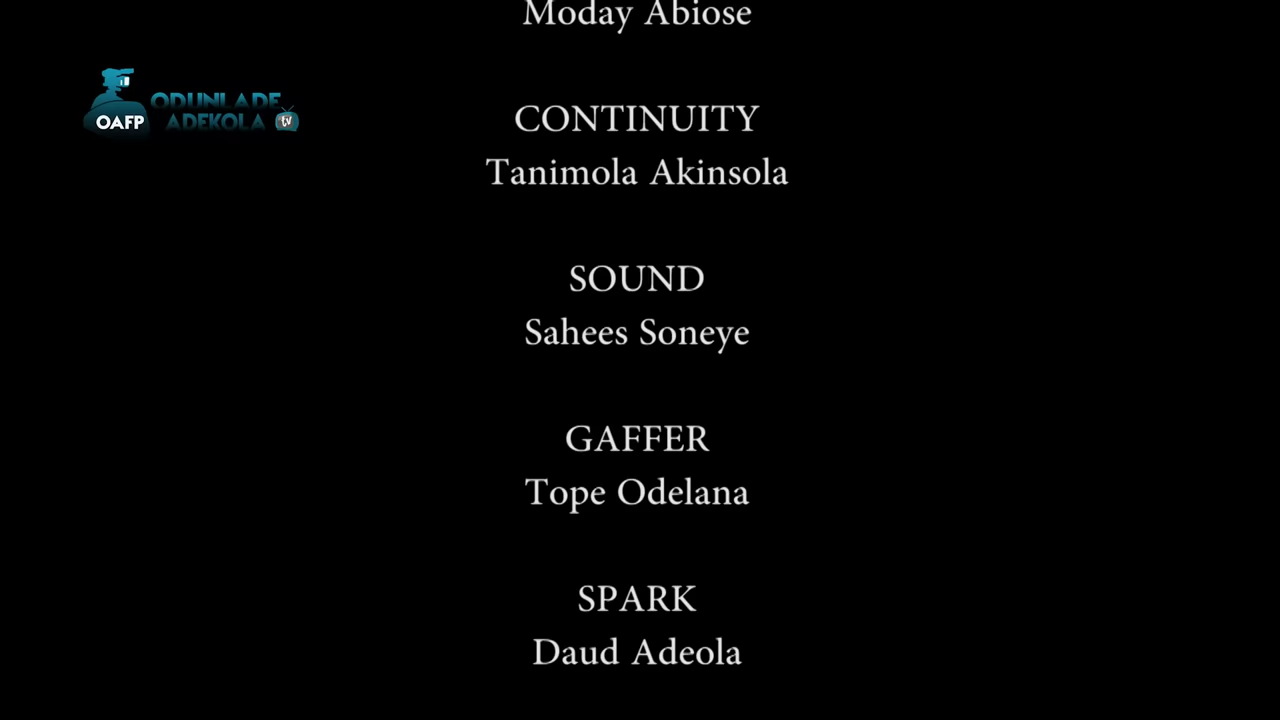 Moday Abiose
OAFP
ODUNLADE
ADEKOLA tv
CONTINUITY
Tanimola Akinsola
SOUND
Sahees Soneye
GAFFER
Tope Odelana
SPARK
Daud Adeola